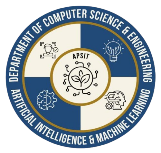 DEPARTMENT OF COMPUTER SCIENCE & ENGINEERING
APSIT
ARTIFICIAL INTELLIGENCE & MACHINE LEARNING